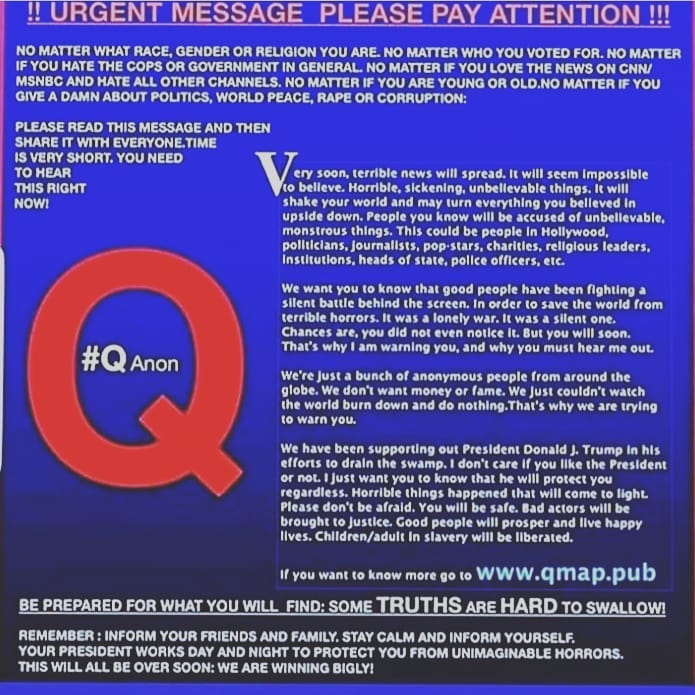 !! URGENT MESSAGE PLEASE PAY ATTENTION !!!
NO MATTER WHAT RACE, GENDER OR RELIGION YOU ARE. NO MATTER WHO YOU VOTED FOR. NO MATTER
IF YOU HATE THE COPS OR GOVERNMENT IN GENERAL. NO MATTER IF YOU LOVE THE NEWS ON CNN/
MSNBC AND HATE ALL OTHER CHANNELS. NO MATTER IF YOU ARE YOUNG OR OLD.NO MATTER IF YOU
GIVE A DAMN ABOUT POLITICS, WORLD PEACE, RAPE OR CORRUPTION:
PLEASE READ THIS MESSAGE AND THEN
SHARE IT WITH EVERYONE.TIME
IS VERY SHORT. YOU NEED
TO HEAR
THIS RIGHT
NOW!
Q
#Q Anon
Very soon, terrible news will spread. It will seem impossible
to believe. Horrible, sickening, unbelievable things. It will
shake your world and may turn everything you believed in
upside down. People you know will be accused of unbelievable,
monstrous things. This could be people in Hollywood,
politicians, journalists, pop-stars, charities, religious leaders,
institutions, heads of state, police officers, etc.
We want you to know that good people have been fighting a
silent battle behind the screen. In order to save the world from
terrible horrors. It was a lonely war. It was a silent one.
Chances are, you did not even notice it. But you will soon.
That's why I am warning you, and why you must hear me out.
We're just a bunch of anonymous people from around the
globe. We don't want money or fame. We just couldn't watch
the world burn down and do nothing.That's why we are trying
to warn you.
We have been supporting out President Donald J. Trump in his
efforts to drain the swamp. I don't care if you like the President
or not. I just want you to know that he will protect you
regardless. Horrible things happened that will come to light.
Please don't be afraid. You will be safe. Bad actors will be
brought to justice. Good people will prosper and live happy
lives. Children/adult in slavery will be liberated.
If you want to know more go to www.qmap.pub
BE PREPARED FOR WHAT YOU WILL FIND: SOME TRUTHS ARE HARD TO SWALLOW!
REMEMBER : INFORM YOUR FRIENDS AND FAMILY. STAY CALM AND INFORM YOURSELF.
YOUR PRESIDENT WORKS DAY AND NIGHT TO PROTECT YOU FROM UNIMAGINABLE HORRORS.
THIS WILL ALL BE OVER SOON: WE ARE WINNING BIGLY!